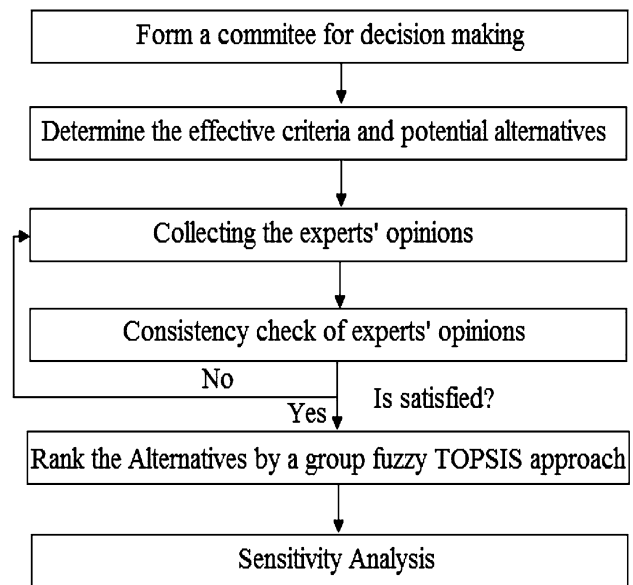 Form a commitee for decision making
Determine the effective criteria and potential alternatives
Collecting the experts' opinions
Consistency check of experts' opinions
No
Is satisfied?
Yes
Rank the Alternatives by a group fuzzy TOPSIS approach
Sensitivity Analysis